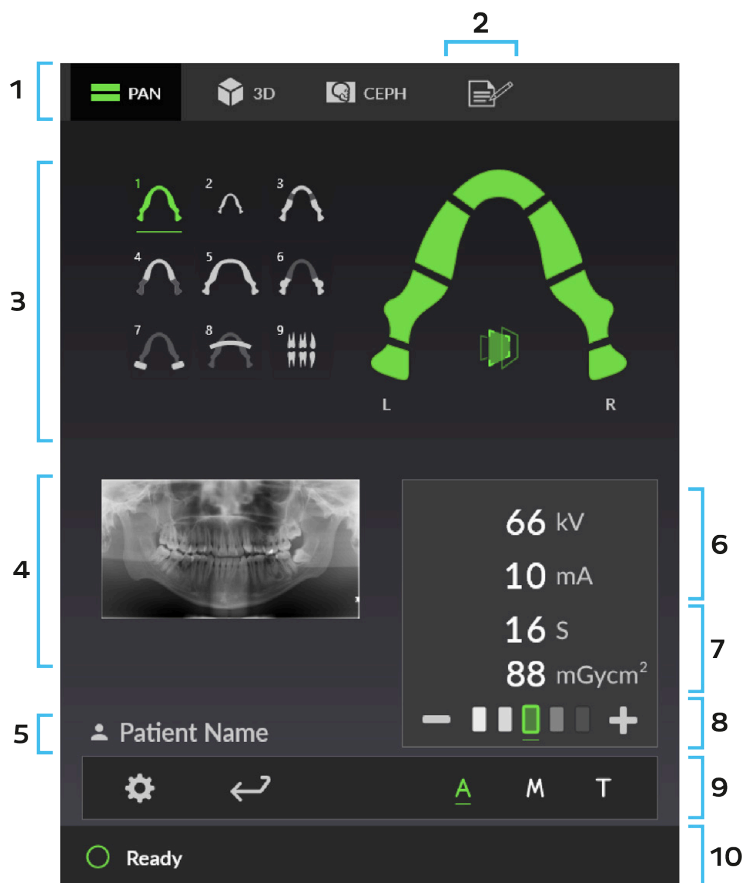 2
1
PAN
3D
CEPH
3
1 2 3
4 5 6
7 8 9
L R
4
66 kV
10 mA
6
16 S
88 mGycm²
7
8
5
Patient Name
A M T
9
Ready
10